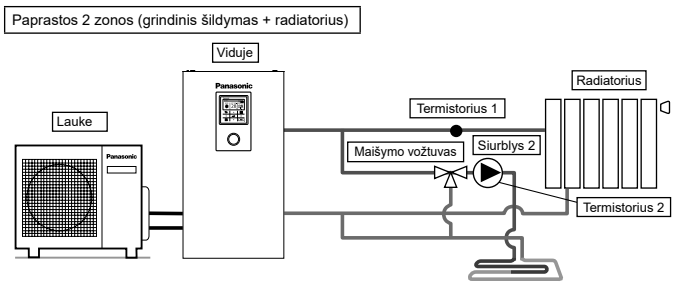 Paprastos 2 zonos (grindinis šildymas + radiatorius)
Viduje
Panasonic
Radiatorius
Termistorius 1
Lauke
Maišymo vožtuvas
Siurblys 2
Panasonic
Termistorius 2